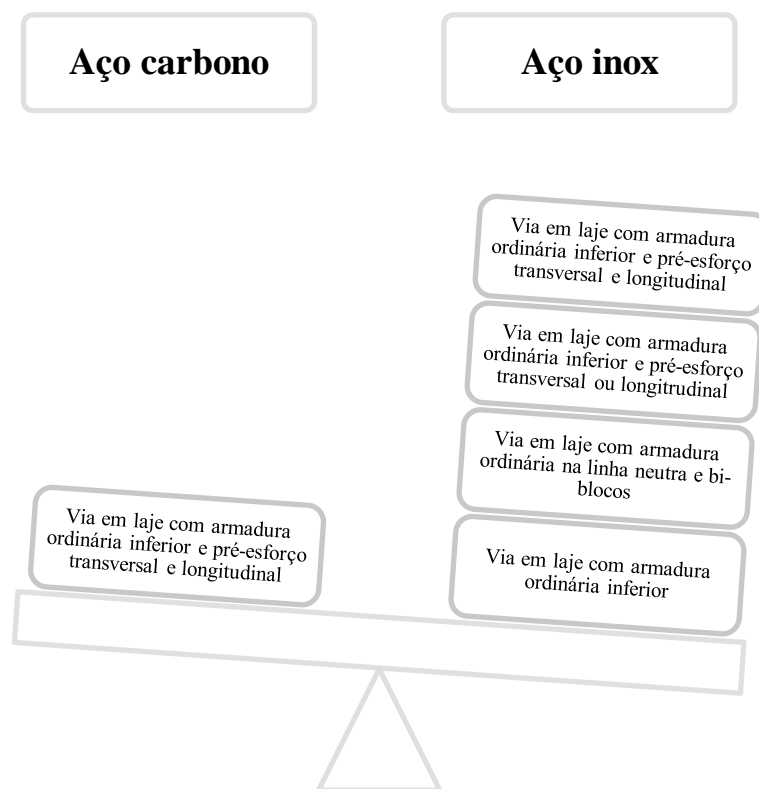 Aço carbono
Aço inox
Via em laje com armadura
ordinária inferior e pré-esforço
transversal e longitudinal
Via em laje com armadura
ordinária inferior e pré-esforço
transversal ou longitrudinal
Via em laje com armadura
ordinária na linha neutra e bi-
blocos
Via em laje com armadura
ordinária inferior e pré-esforço
transversal e longitudinal
Via em laje com armadura
ordinária inferior